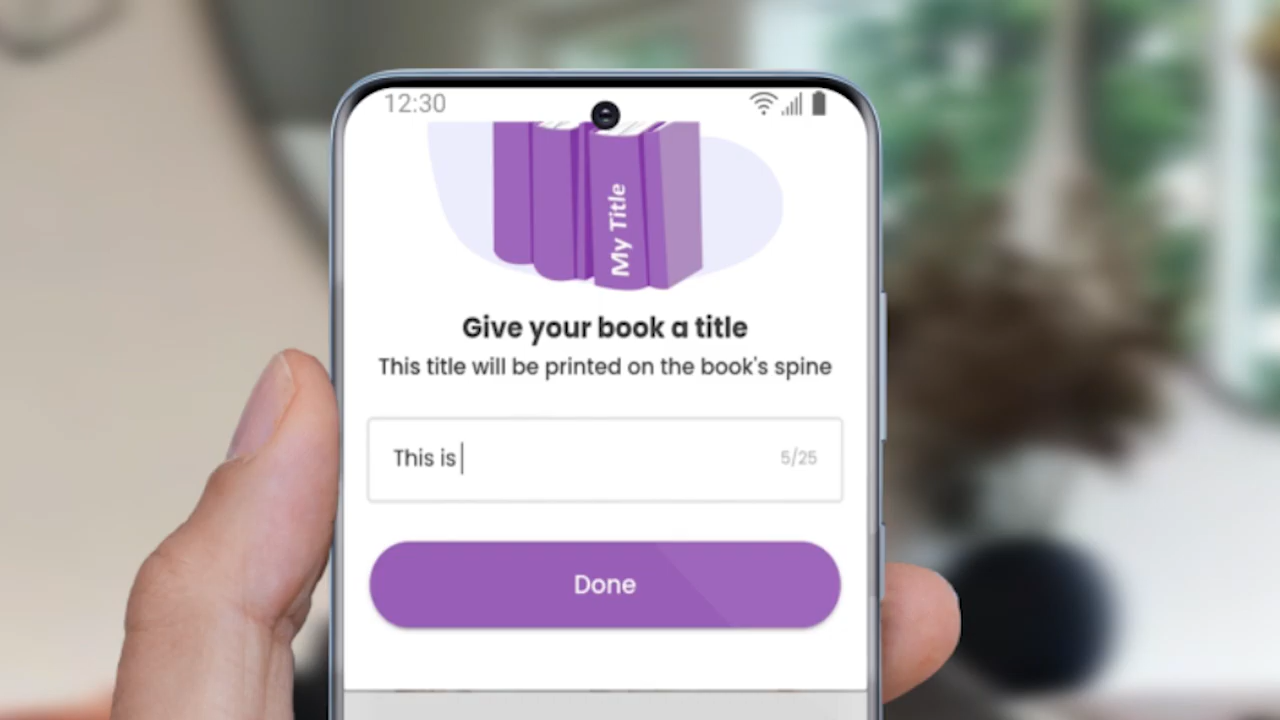 12:30
My Title
Give your book a title
This title will be printed on the book's spine
This is
5/25
Done